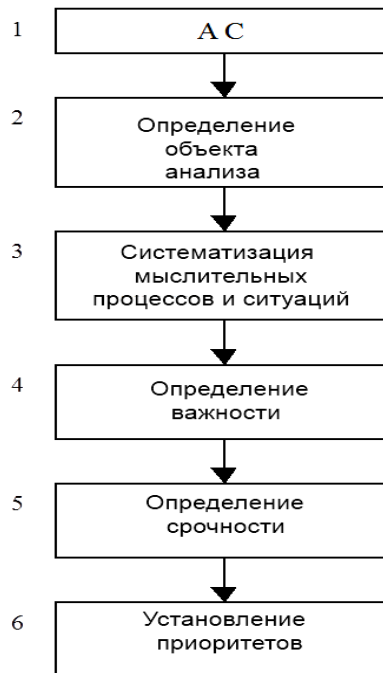 1 А С
2 Определение
объекта
анализа
3 Систематизация
мыслительных
процессов и ситуаций
4 Определение
важности
5 Определение
срочности
6 Установление
приоритетов